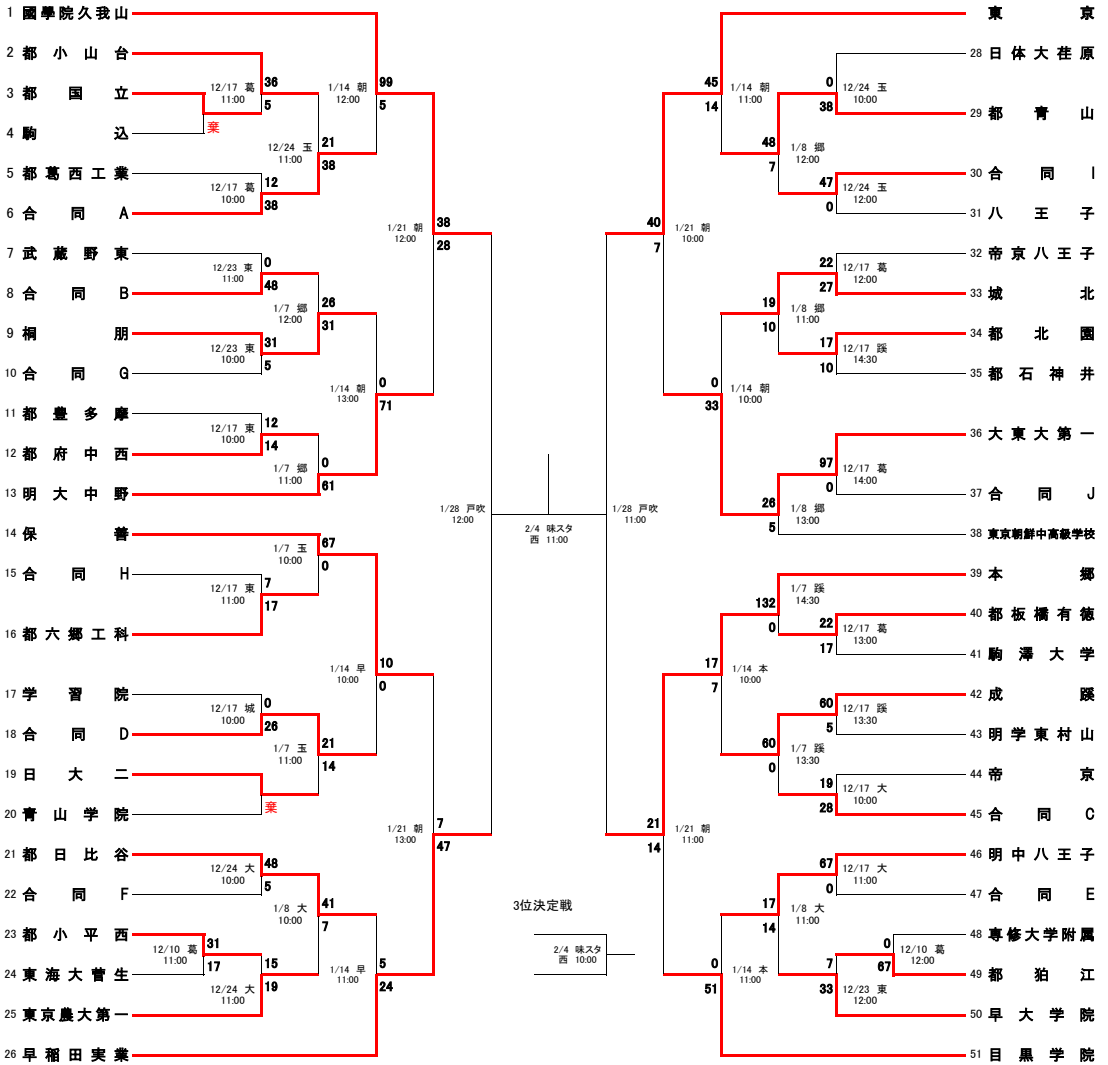 1 國學院久我山
2 都小山台
3 都国立
4 駒込
5 都葛西工業
6 合同A
7 武蔵野東
8 合同B
9 桐朋
10 合同G
11 都豊多摩
12 都府中西
13 明大中野
14 保善
15 合同H
16 都六郷工科
17 学習院
18 合同D
19 日大二
20 青山学院
21 都日比谷
22 合同F
23 都小平西
24 東海大菅生
25 東京農大第一
26 早稲田実業
12/17 葛
11:00
36
5
棄
12/17 葛
10:00
12
38
12/24 玉
11:00
21
38
1/14 朝
12:00
99
5
12/23 東
11:00
0
48
12/23 東
10:00
31
5
1/7 郷
12:00
26
31
12/17 東
10:00
12
14
1/7 郷
11:00
0
61
1/14 朝
13:00
0
71
1/21 朝
12:00
38
28
1/7 玉
10:00
67
0
12/17 東
11:00
7
17
1/14 早
10:00
10
0
12/17 城
10:00
0
26
1/7 玉
11:00
21
14
棄
12/24 大
10:00
48
5
1/8 大
10:00
41
7
12/10 葛
11:00
31
17
12/24 大
11:00
15
19
1/14 早
11:00
5
24
1/21 朝
13:00
7
47
1/28 戸吹
12:00
2/4 味スタ
西 11:00
1/28 戸吹
11:00
3位決定戦
2/4 味スタ
西 10:00
東京
28 日体大荏原
29 都青山
30 合同I
31 八王子
32 帝京八王子
33 城北
34 都北園
35 都石神井
36 大東大第一
37 合同J
38 東京朝鮮中高級学校
39 本郷
40 都板橋有徳
41 駒澤大学
42 成蹊
43 明学東村山
44 帝京
45 合同C
46 明中八王子
47 合同E
48 専修大学附属
49 都狛江
50 早大学院
51 目黒学院
45
14
1/14 朝
11:00
0
38
12/24 玉
10:00
48
7
1/8 郷
12:00
47
0
12/24 玉
12:00
40
7
1/21 朝
10:00
22
27
12/17 葛
12:00
19
10
1/8 郷
11:00
17
10
12/17 蹊
14:30
0
33
1/14 朝
10:00
97
0
12/17 葛
14:00
26
5
1/8 郷
13:00
132
0
1/7 蹊
14:30
22
17
12/17 葛
13:00
17
7
1/14 本
10:00
60
5
12/17 蹊
13:30
60
0
1/7 蹊
13:30
19
28
12/17 大
10:00
21
14
1/21 朝
11:00
67
0
12/17 大
11:00
17
14
1/8 大
11:00
0
67
12/10 葛
12:00
7
33
12/23 東
12:00
0
51
1/14 本
11:00